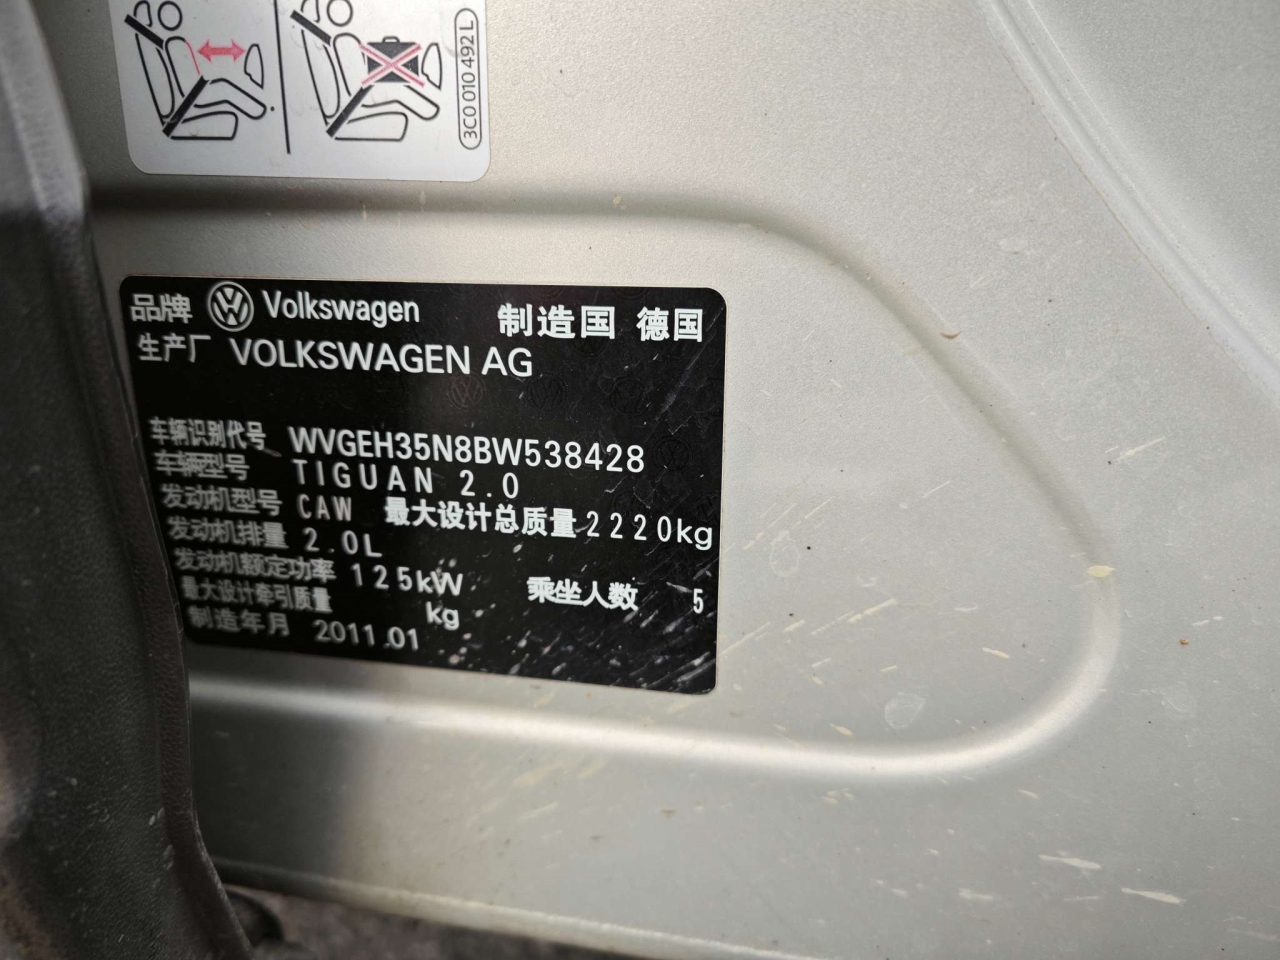 3C0 010 492 L
品牌 Volkswagen 制造国 德国
生产厂 VOLKSWAGEN AG
车辆识别代号 WVGEH35N8BW538428
车辆型号 TIGUAN 2.0
发动机型号 CAW 最大设计总质量 2220kg
发动机排量 2.0L
发动机额定功率 125kW 乘坐人数 5
最大设计牵引质量 kg
制造年月 2011.01